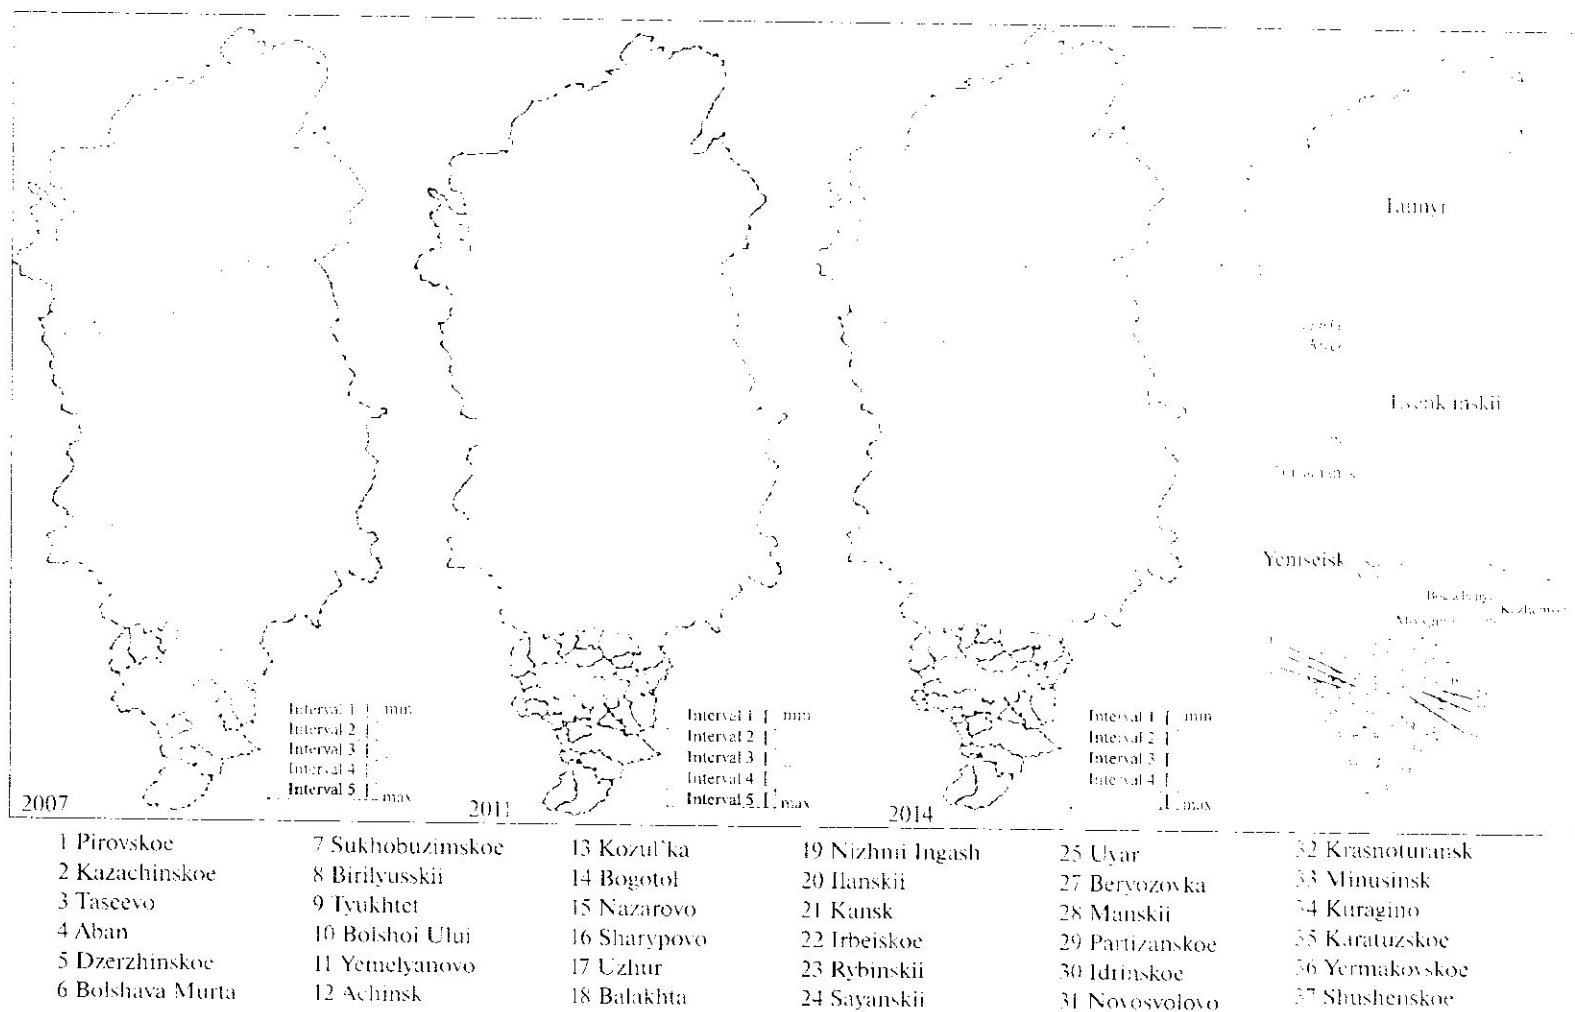 Yeniseisk
Interval 1 min
Interval 2
Interval 3
Interval 4
Interval 5 max
2007
Interval 1 min
Interval 2
Interval 3
Interval 4
Interval 5 max
2011
Interval 1 min
Interval 2
Interval 3
Interval 4
max
2014
1 Pirovskoe
2 Kazachinskoe
3 Taseevo
4 Aban
5 Dzerzhinskoe
6 Bolshaya Murta
7 Sukhobuzimskoe
8 Birilyusskii
9 Tyukhtet
10 Bolshoi Ului
11 Yemelyanovo
12 Achinsk
13 Kozul'ka
14 Bogotol
15 Nazarovo
16 Sharypovo
17 Uzhur
18 Balakhta
19 Nizhnii Ingash
20 Ilanskii
21 Kansk
22 Irbeiskoe
23 Rybinskii
24 Sayanskii
25 Uyar
27 Beryozovka
28 Manskii
29 Partizanskoe
30 Idrinskoe
31 Novosyolovo
32 Krasnoturansk
33 Minusinsk
34 Kuragino
35 Karatuzskoe
36 Yermakovskoe
37 Shushenskoe